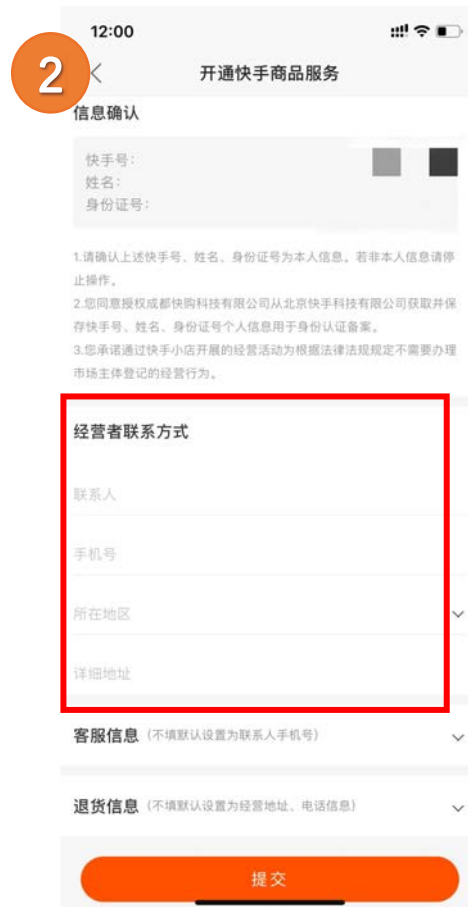 12:00
2
开通快手商品服务
信息确认
快手号:
姓名:
身份证号:
1.请确认上述快手号、姓名、身份证号为本人信息。若非本人信息请停
止操作。
2.您同意授权成都快购科技有限公司从北京快手科技有限公司获取并保
存快手号、姓名、身份证号个人信息用于身份认证备案。
3.您承诺通过快手小店开展的经营活动为根据法律法规规定不需要办理
市场主体登记的经营行为。
经营者联系方式
联系人
手机号
所在地区
详细地址
客服信息（不填默认设置为联系人手机号）
退货信息（不填默认设置为经营地址、电话信息）
提交